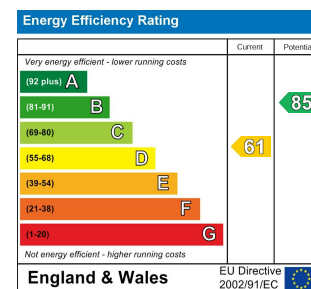 Energy Efficiency Rating
Current Potentia
Very energy efficient - lower running costs
(92 plus) A
(81-91) B
85
(69-80) C
61
(55-68) D
(39-54) E
(21-38) F
(1-20) G
Not energy efficient - higher running costs
England & Wales
EU Directive
2002/91/EC